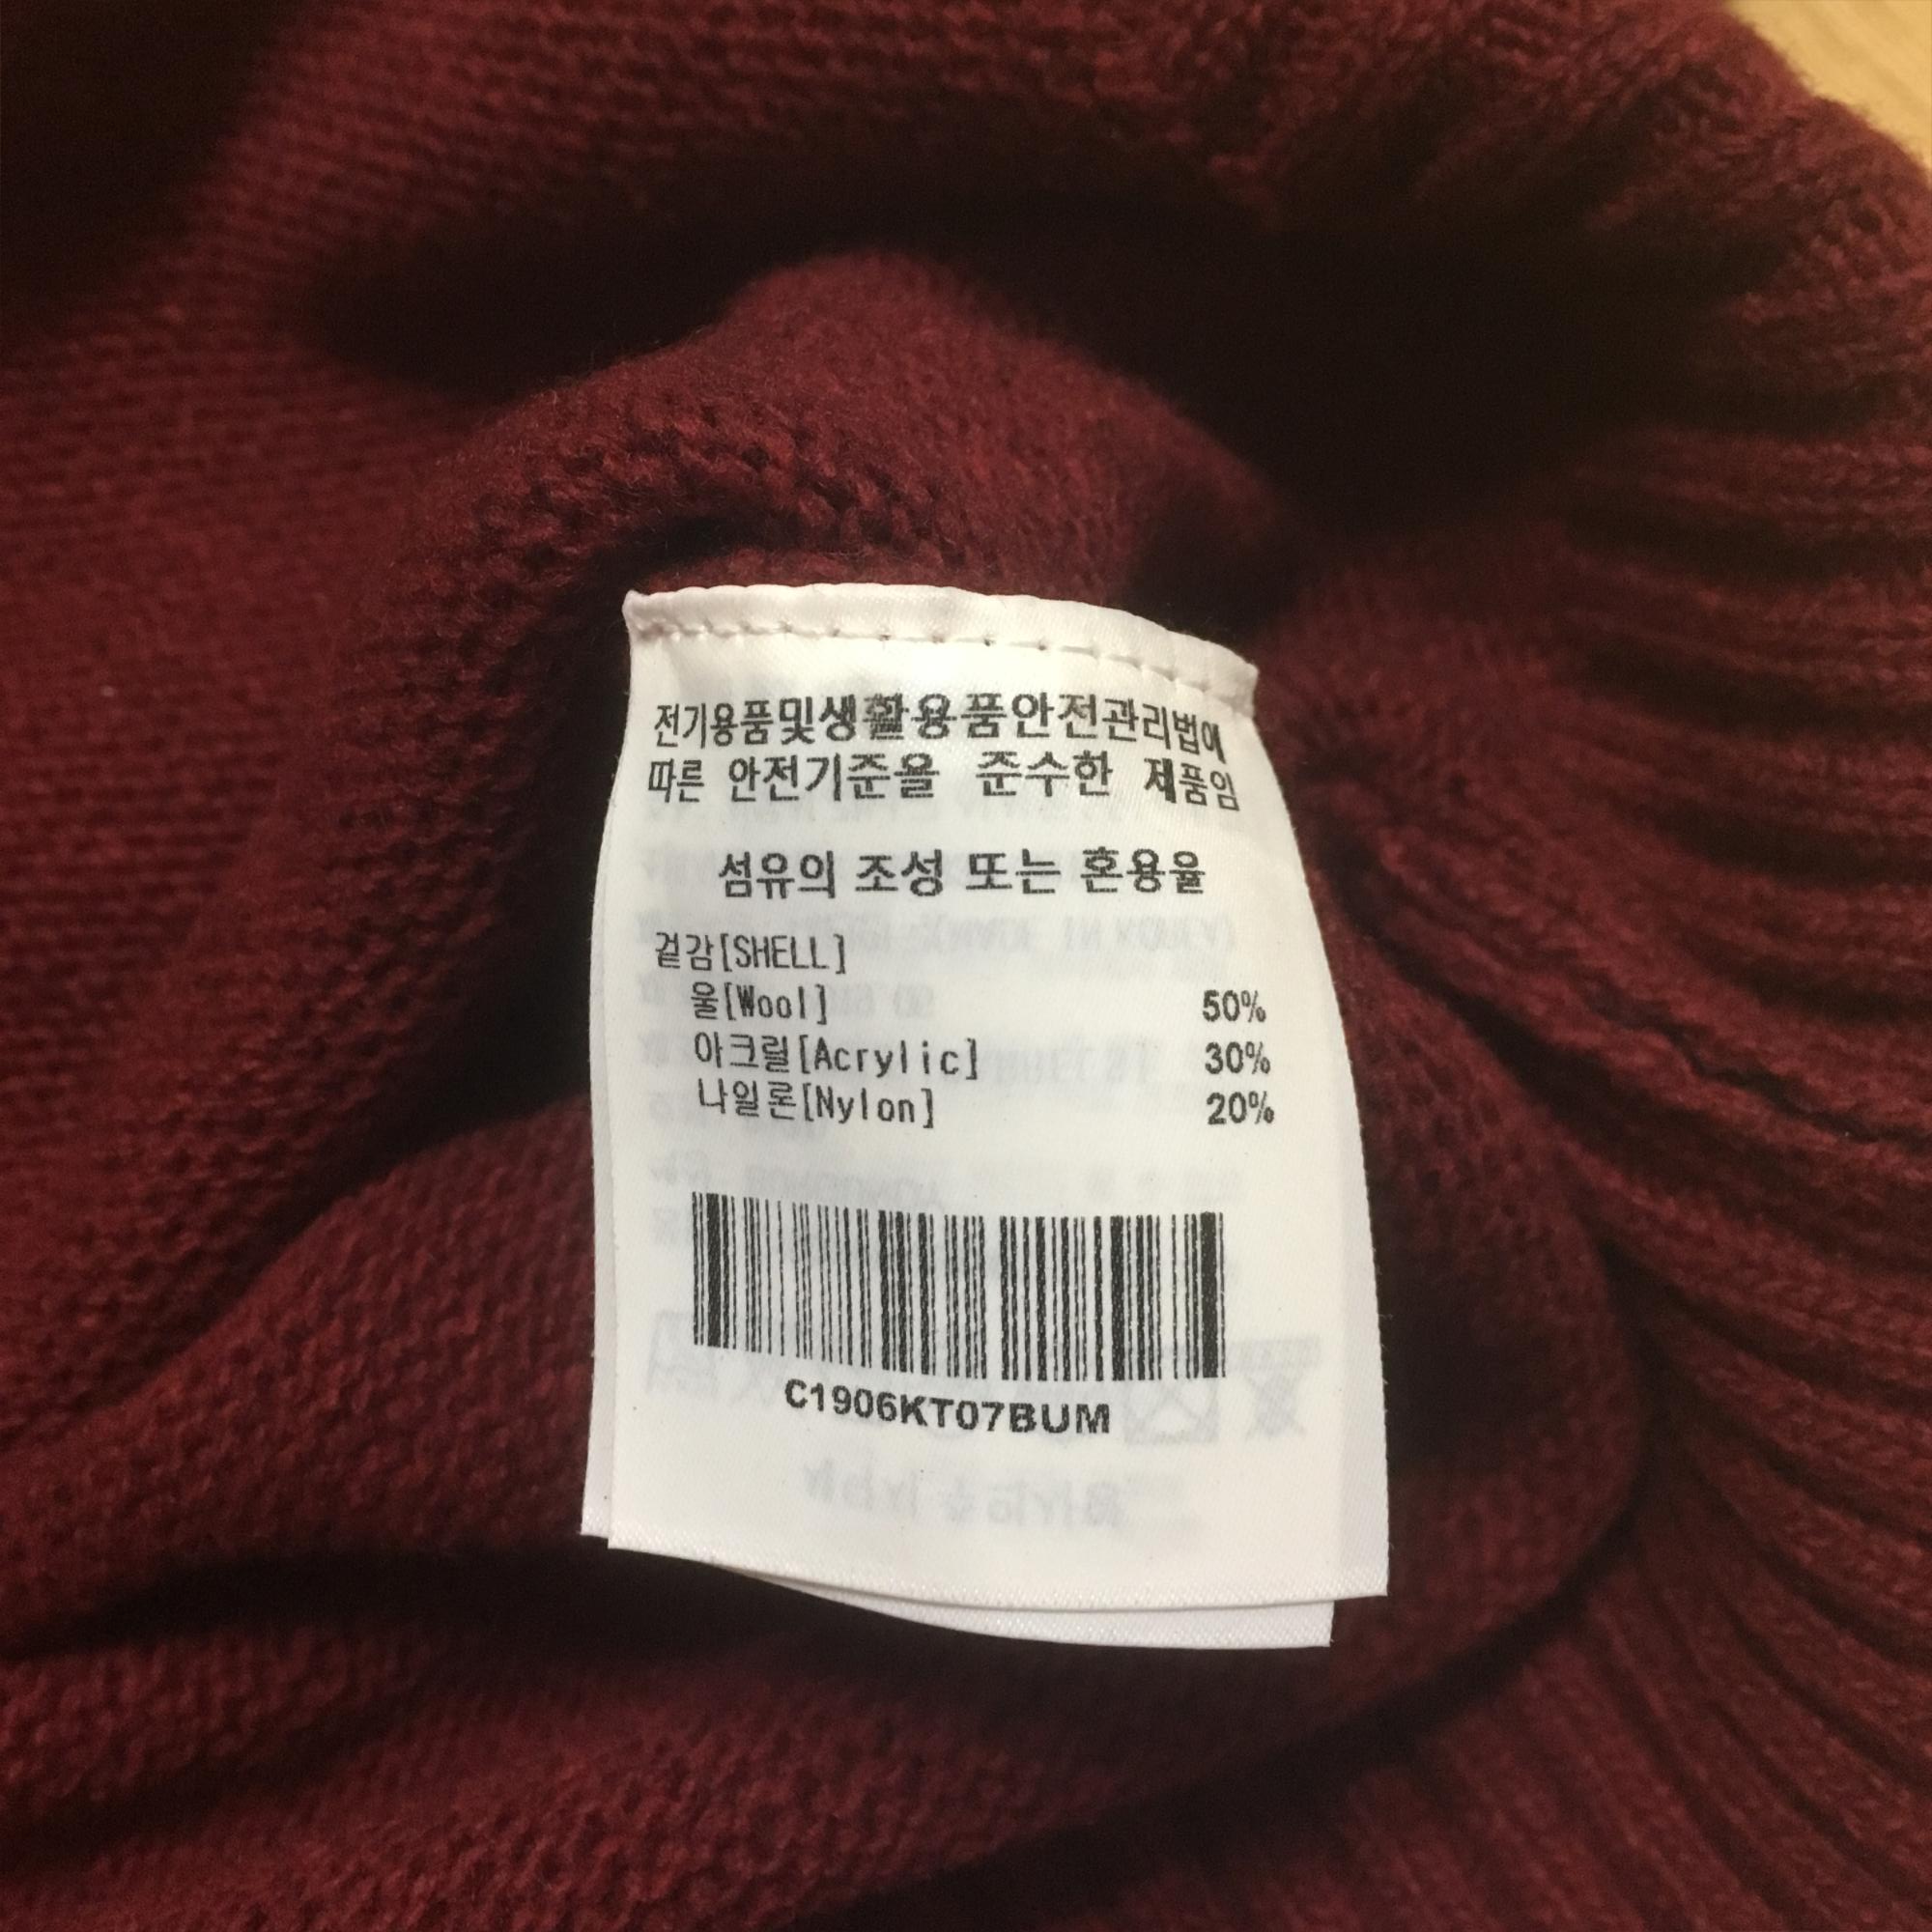 전기용품및생활용품안전관리법에
따른 안전기준을 준수한 제품임
섬유의 조성 또는 혼용율
겉감[SHELL]
울[Wool] 50%
아크릴[Acrylic] 30%
나일론[Nylon] 20%
C1906KT07BUM